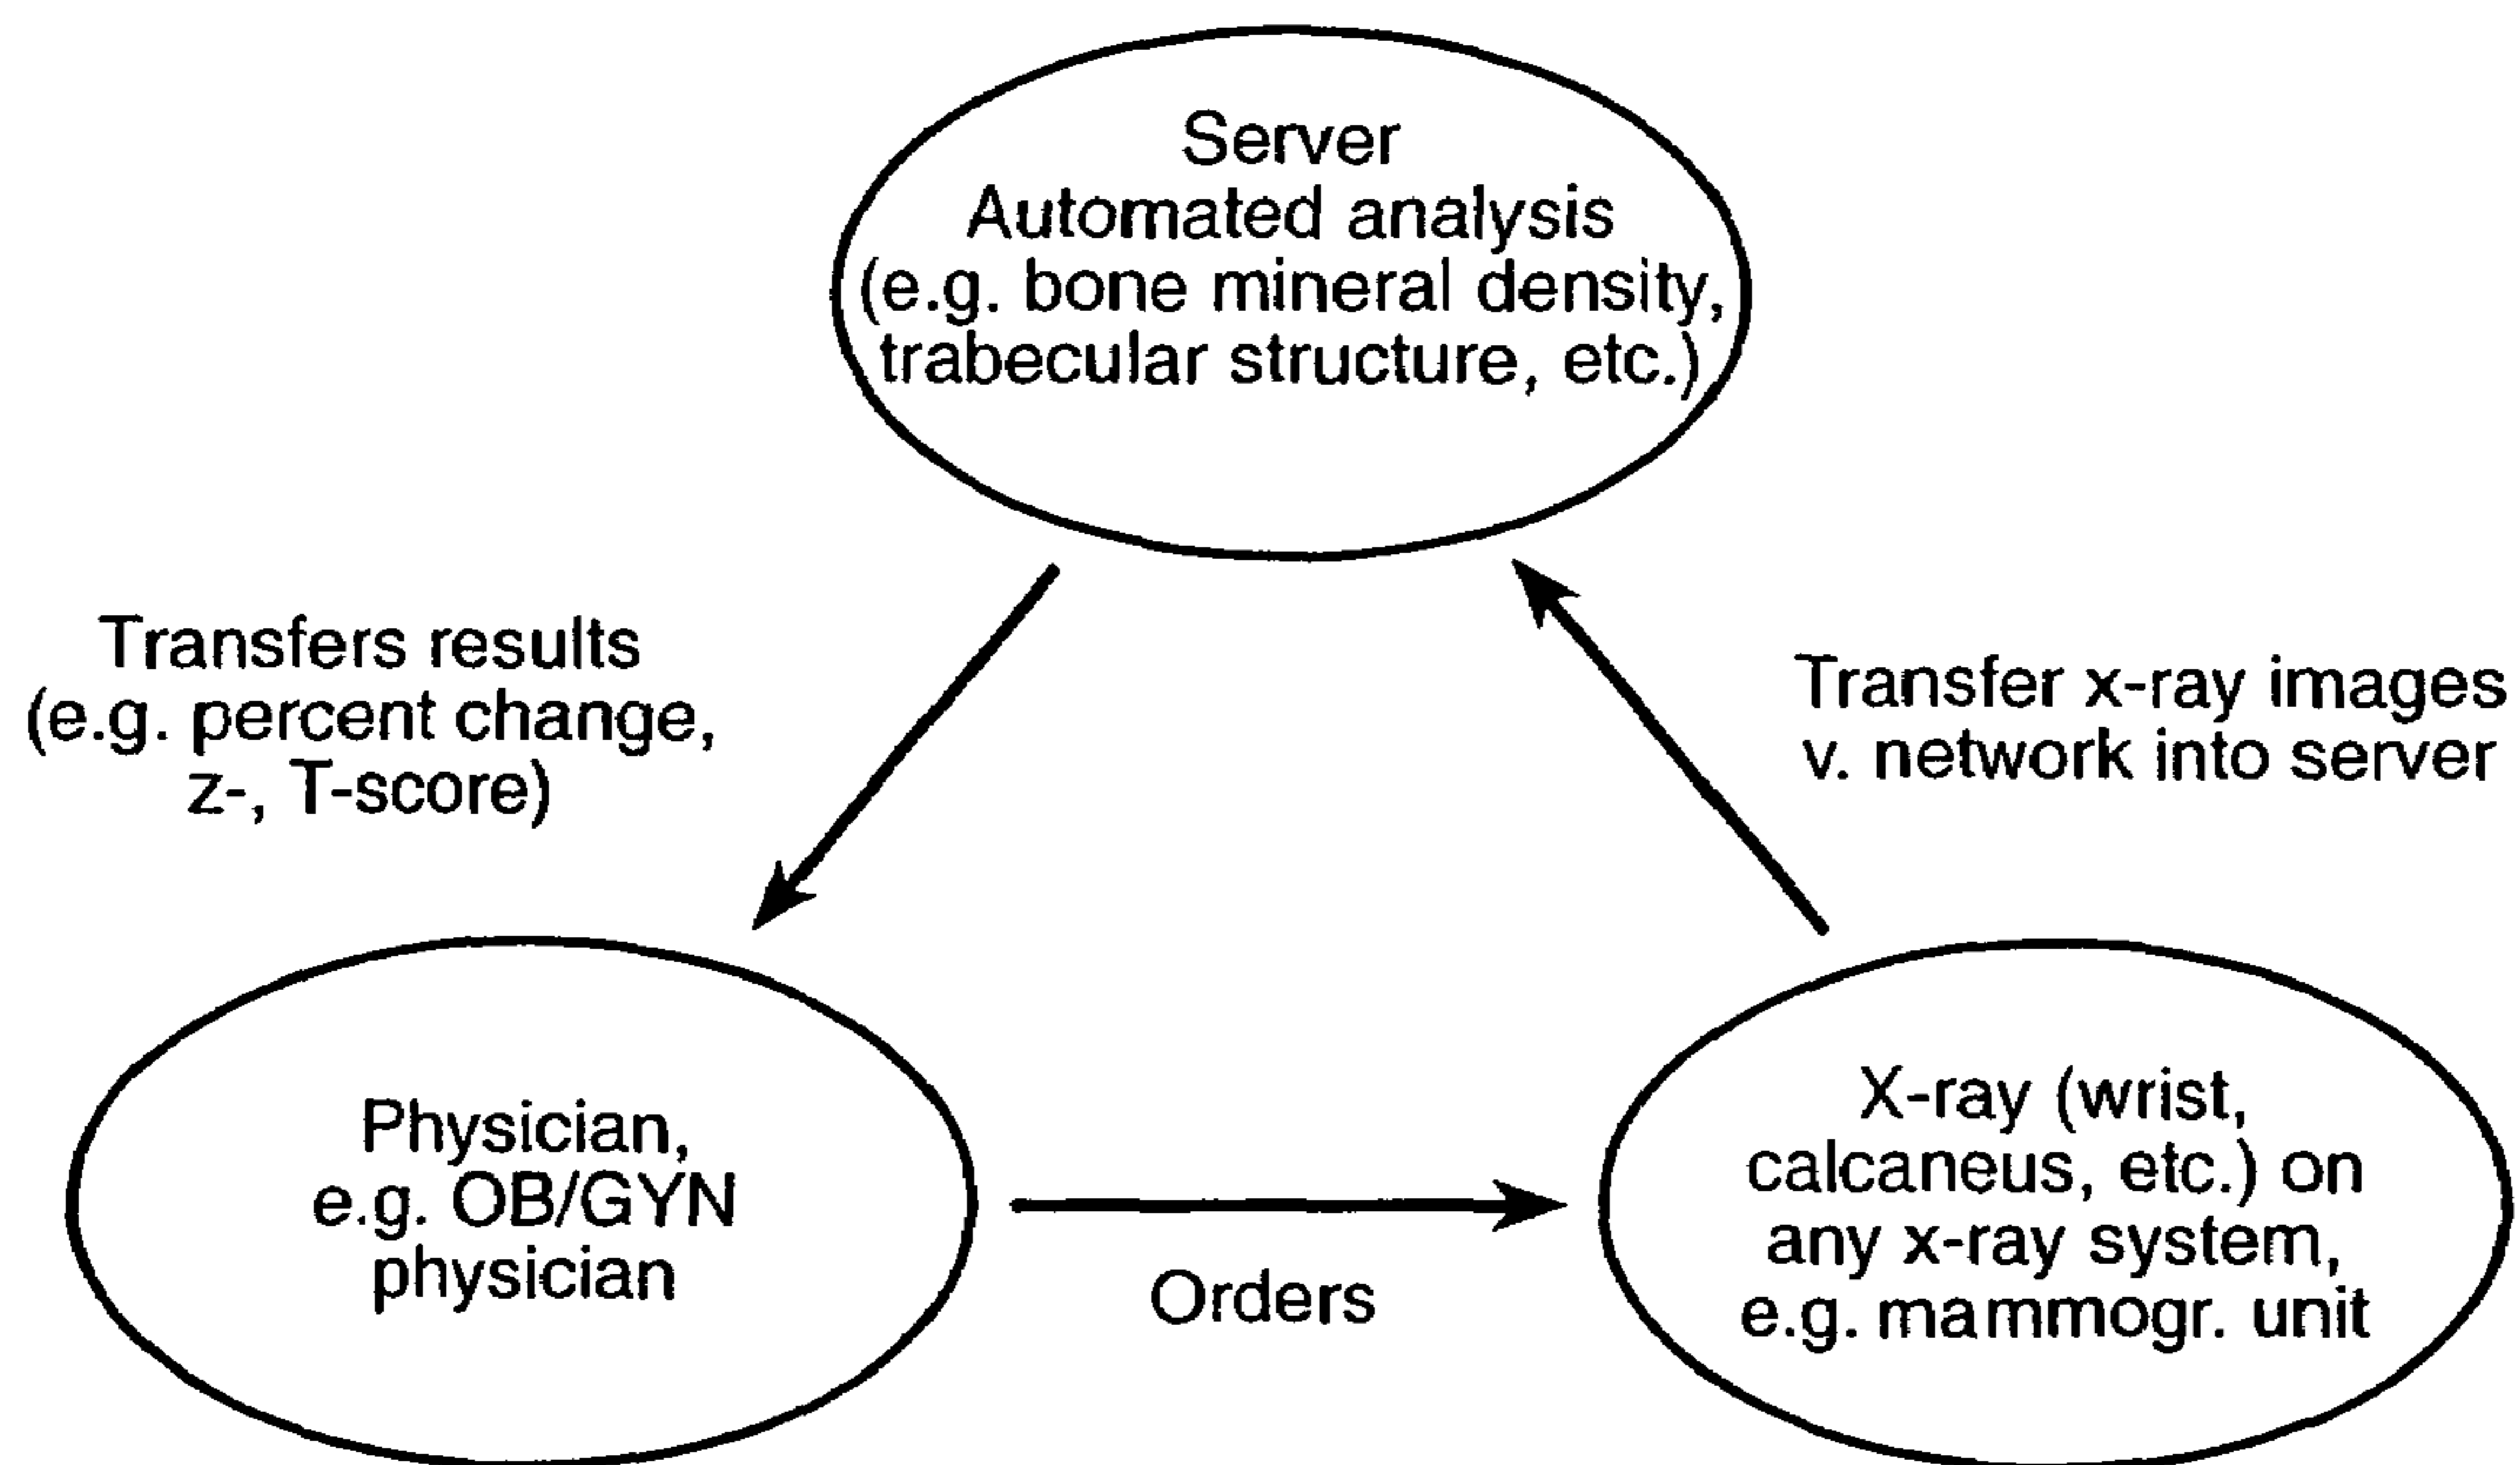 Server
Automated analysis
(e.g. bone mineral density,
trabecular structure, etc.)
Transfers results
(e.g. percent change,
z-, T-score)
Transfer x-ray images
v. network into server
Physician,
e.g. OB/GYN
physician
Orders
X-ray (wrist,
calcaneus, etc.) on
any x-ray system,
e.g. mammogr. unit